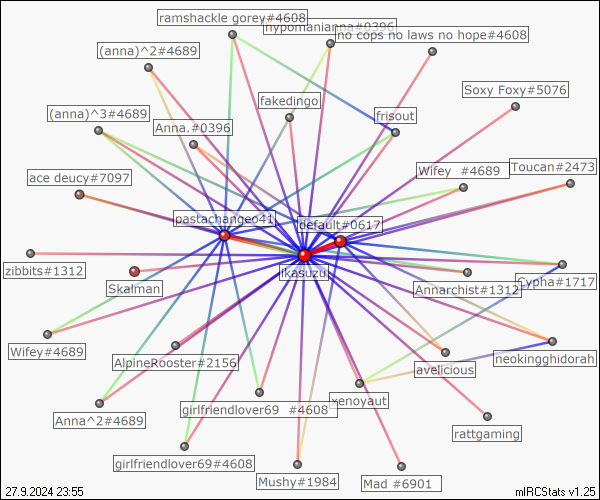 ramshackle gorey#4608
hypomanianna#0396
no cops no laws no hope#4608
(anna)^2#4689
Soxy Foxy#5076
fakedingo
(anna)^3#4689
frisout
Anna.#0396
Wifey  #4689
Toucan#2473
ace deucy#7097
pastachangeo41
default#0617
ikasuzu
zibbits#1312
Skaman
Annarchist#1312
Cypha#1717
Wifey#4689
AlpineRooster#2156
avelicious
neokingghidorah
Anna^2#4689
girlfriendlover69  #4608
xenoyaut
rattgaming
girlfriendlover69#4608
Mushy#1984
Mad  #6901
27.9.2024 23:55
mIRCStats v1.25